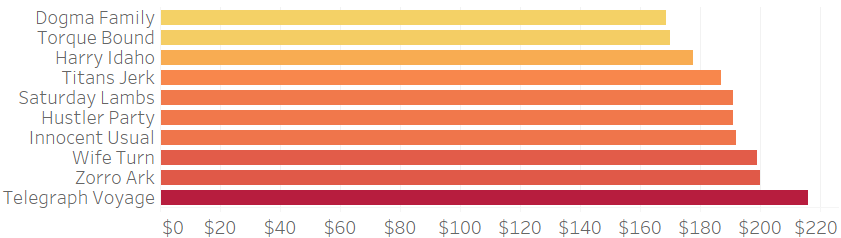 Dogma Family
Torque Bound
Harry Idaho
Titans Jerk
Saturday Lambs
Hustler Party
Innocent Usual
Wife Turn
Zorro Ark
Telegraph Voyage
$0 $20 $40 $60 $80 $100 $120 $140 $160 $180 $200 $220